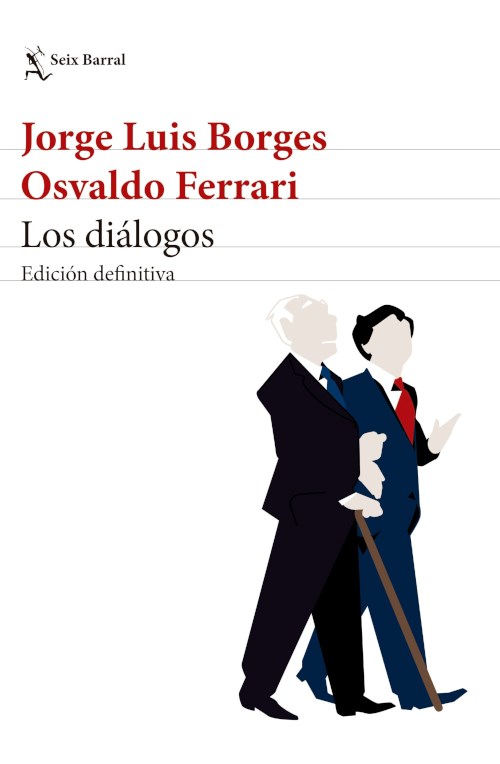 Seix Barral
Jorge Luis Borges
Osvaldo Ferrari
Los diálogos
Edición definitiva